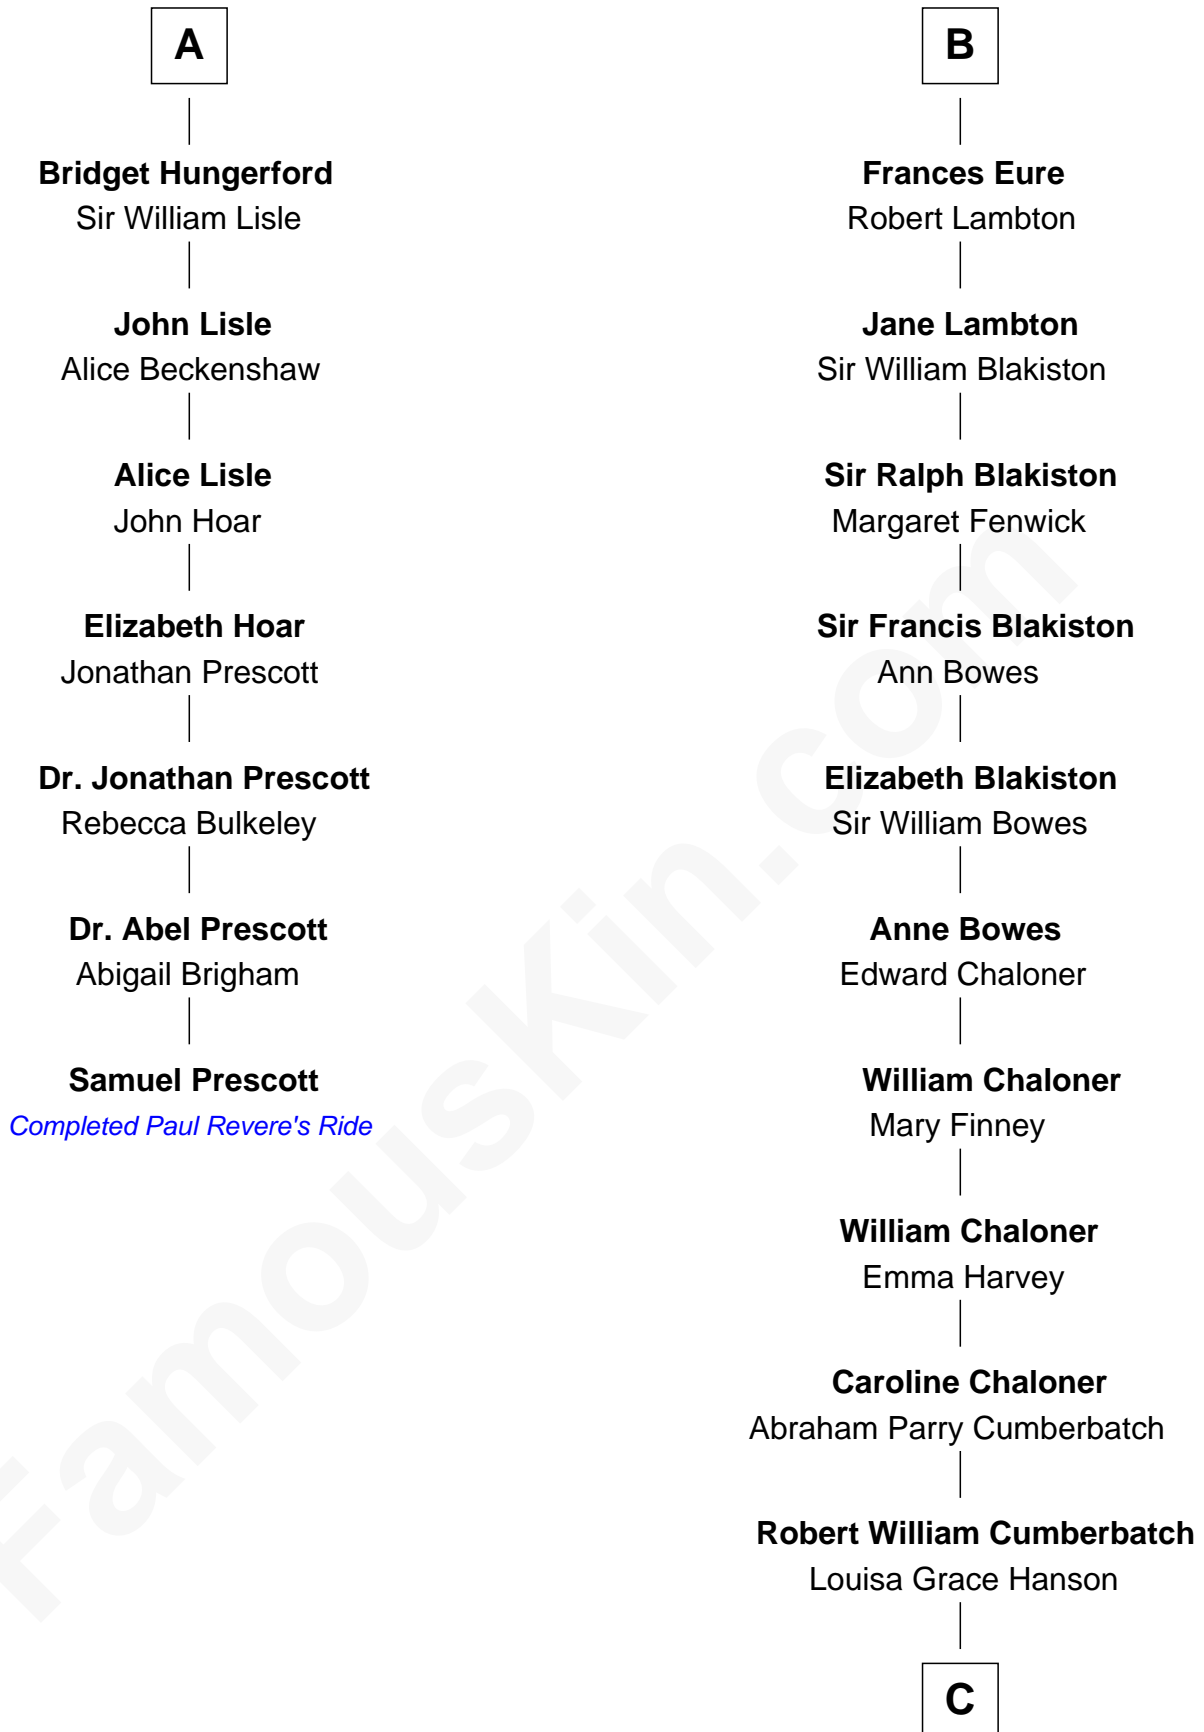 A
Bridget Hungerford
Sir William Lisle
John Lisle
Alice Beckenshaw
Alice Lisle
John Hoar
Elizabeth Hoar
Jonathan Prescott
Dr. Jonathan Prescott
Rebecca Bulkeley
Dr. Abel Prescott
Abigail Brigham
Samuel Prescott
Completed Paul Revere's Ride
B
Frances Eure
Robert Lambton
Jane Lambton
Sir William Blakiston
Sir Ralph Blakiston
Margaret Fenwick
Sir Francis Blakiston
Ann Bowes
Elizabeth Blakiston
Sir William Bowes
Anne Bowes
Edward Chaloner
William Chaloner
Mary Finney
William Chaloner
Emma Harvey
Caroline Chaloner
Abraham Parry Cumberbatch
Robert William Cumberbatch
Louisa Grace Hanson
C
FamousKin.com